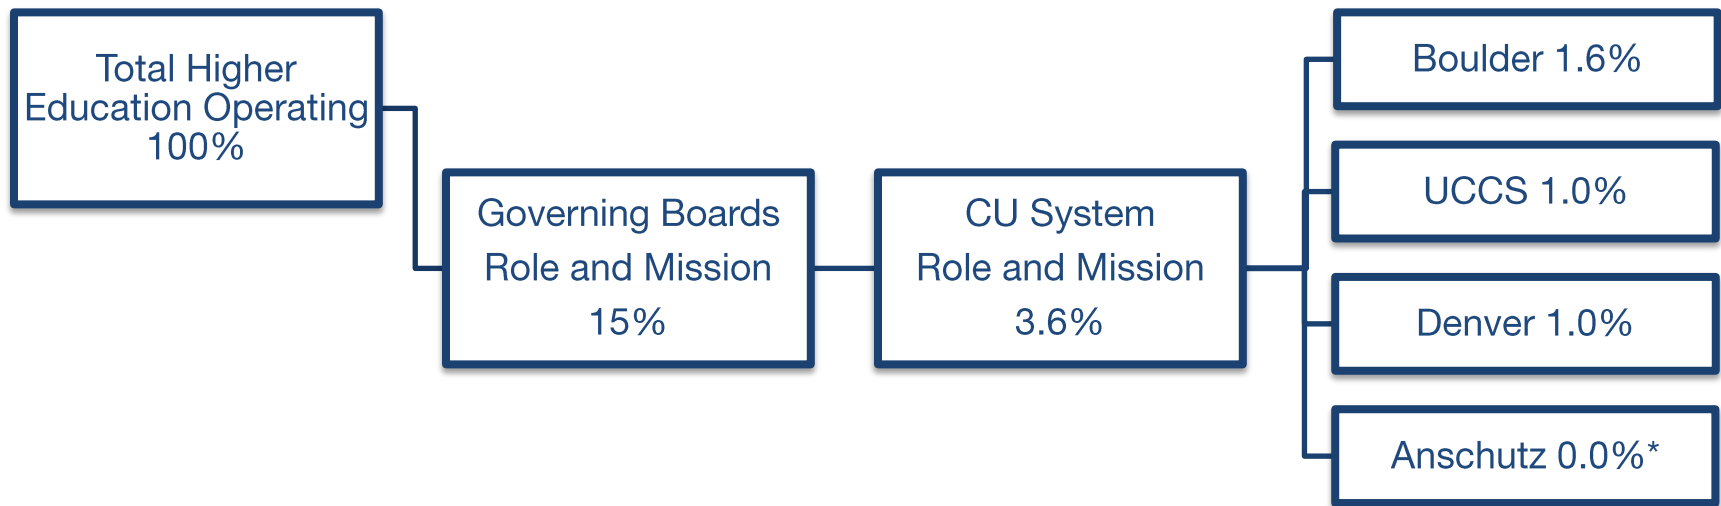 Total Higher
Education Operating
100%
Governing Boards
Role and Mission
15%
CU System
Role and Mission
3.6%
Boulder 1.6%
UCCS 1.0%
Denver 1.0%
Anschutz 0.0%*